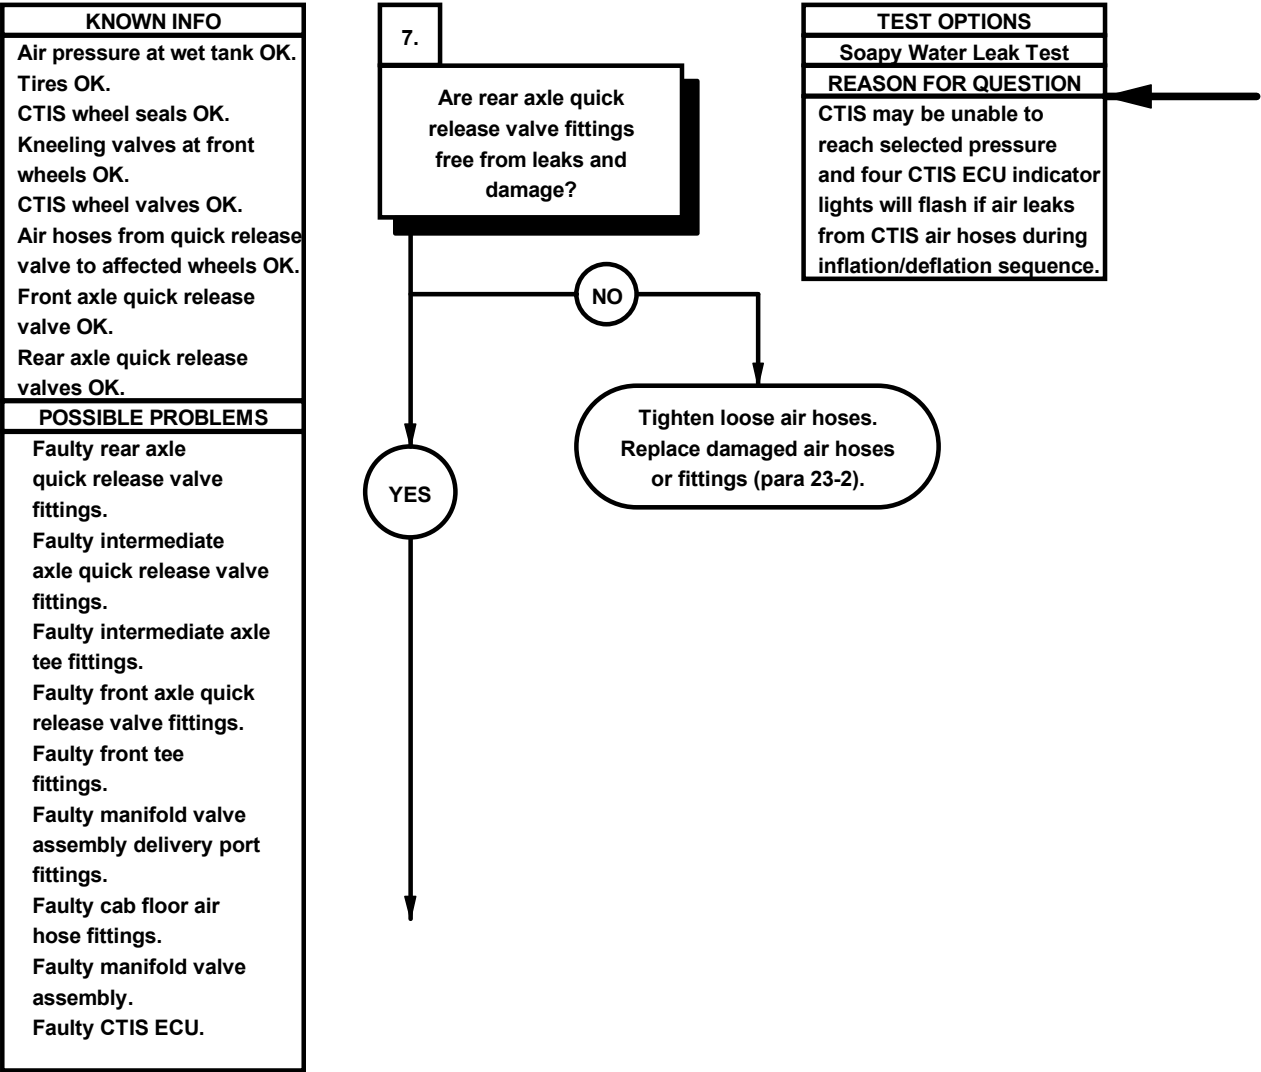 KNOWN INFO
Air pressure at wet tank OK.
Tires OK.
CTIS wheel seals OK.
Kneeling valves at front
wheels OK.
CTIS wheel valves OK.
Air hoses from quick release
valve to affected wheels OK.
Front axle quick release
valve OK.
Rear axle quick release
valves OK.
POSSIBLE PROBLEMS
Faulty rear axle
quick release valve
fittings.
Faulty intermediate
axle quick release valve
fittings.
Faulty intermediate axle
tee fittings.
Faulty front axle quick
release valve fittings.
Faulty front tee
fittings.
Faulty manifold valve
assembly delivery port
fittings.
Faulty cab floor air
hose fittings.
Faulty manifold valve
assembly.
Faulty CTIS ECU.
7.
Are rear axle quick
release valve fittings
free from leaks and
damage?
NO
Tighten loose air hoses.
Replace damaged air hoses
or fittings (para 23-2).
YES
TEST OPTIONS
Soapy Water Leak Test
REASON FOR QUESTION
CTIS may be unable to
reach selected pressure
and four CTIS ECU indicator
lights will flash if air leaks
from CTIS air hoses during
inflation/deflation sequence.